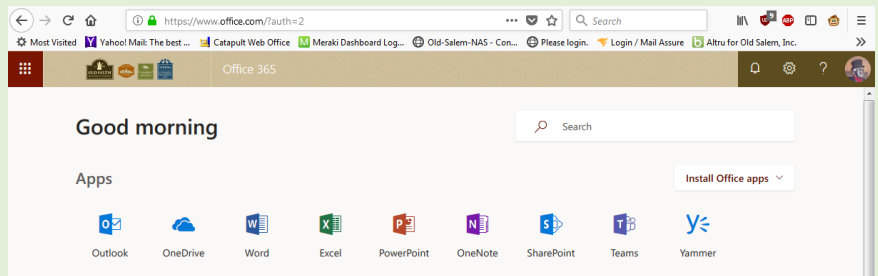 https://www.office.com/?auth=2
Search
9
ABP
Most Visited Yahoo! Mail: The best ... Catapult Web Office Meraki Dashboard Log... Old-Salem-NAS - Con... Please login. Login / Mail Assure Altru for Old Salem, Inc.
Office 365
?
Good morning
Search
Apps
Install Office apps
Outlook OneDrive Word Excel PowerPoint OneNote SharePoint Teams Yammer